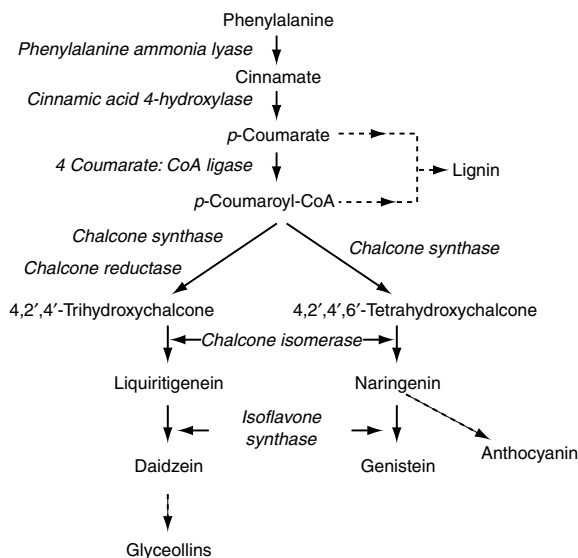 Phenylalanine
Phenylalanine ammonia lyase
Cinnamate
Cinnamic acid 4-hydroxylase
p-Coumarate
4 Coumarate: CoA ligase
Lignin
p-Coumaroyl-CoA
Chalcone synthase
Chalcone synthase
Chalcone reductase
4,2′,4′-Trihydroxychalcone
4,2′,4′,6′-Tetrahydroxychalcone
Chalcone isomerase
Liquiritigenein
Naringenin
Isoflavone
synthase
Daidzein
Genistein
Anthocyanin
Glyceollins